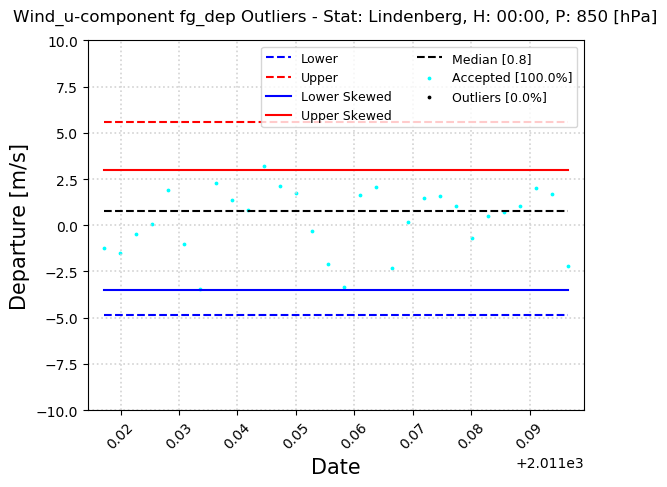 Wind_u-component fg_dep Outliers - Stat: Lindenberg, H: 00:00, P: 850 [hPa]
10.0
7.5
5.0
2.5
0.0
−2.5
−5.0
−7.5
−10.0
Departure [m/s]
Lower
Upper
Lower Skewed
Upper Skewed
Median [0.8]
Accepted [100.0%]
Outliers [0.0%]
0.02
0.03
0.04
0.05
0.06
0.07
0.08
0.09
+2.011e3
Date